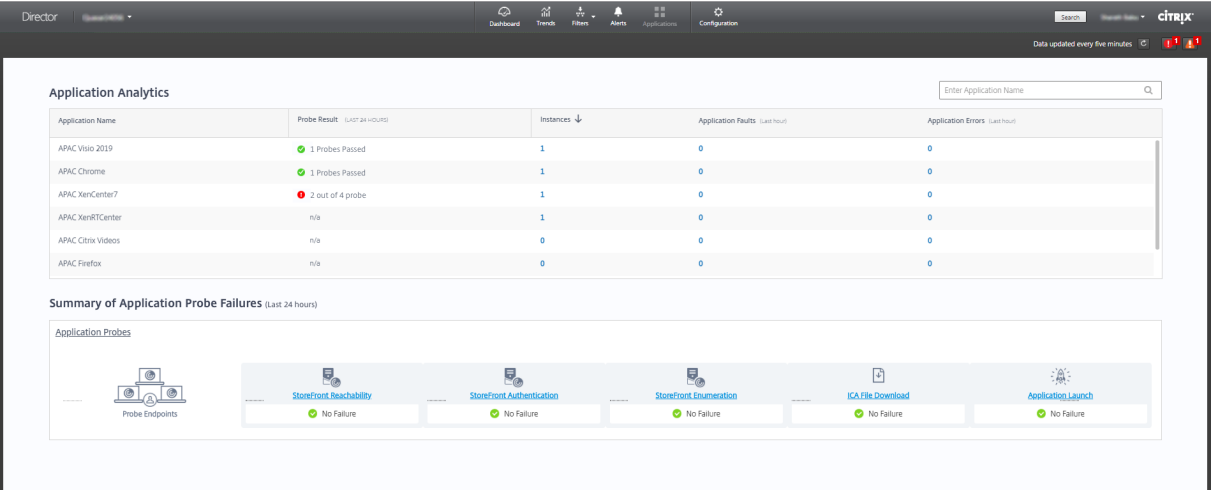 Director
Dashboard Trends Filters Alerts Applications Configuration
Search
CİTRİX
Data updated every five minutes
1 1
Application Analytics
Enter Application Name
Application Name Probe Result (LAST 24 HOURS) Instances Application Faults (Last hour) Application Errors (Last hour)
APAC Visio 2019 1 Probes Passed 1 0 0
APAC Chrome 1 Probes Passed 1 0 0
APAC XenCenter7 2 out of 4 probe 1 0 0
APAC XenRTCenter n/a 1 0 0
APAC Citrix Videos n/a 0 0 0
APAC Firefox n/a 0 0 0
Summary of Application Probe Failures (Last 24 hours)
Application Probes
Probe Endpoints
StoreFront Reachability StoreFront Authentication StoreFront Enumeration ICA File Download Application Launch
No Failure No Failure No Failure No Failure No Failure